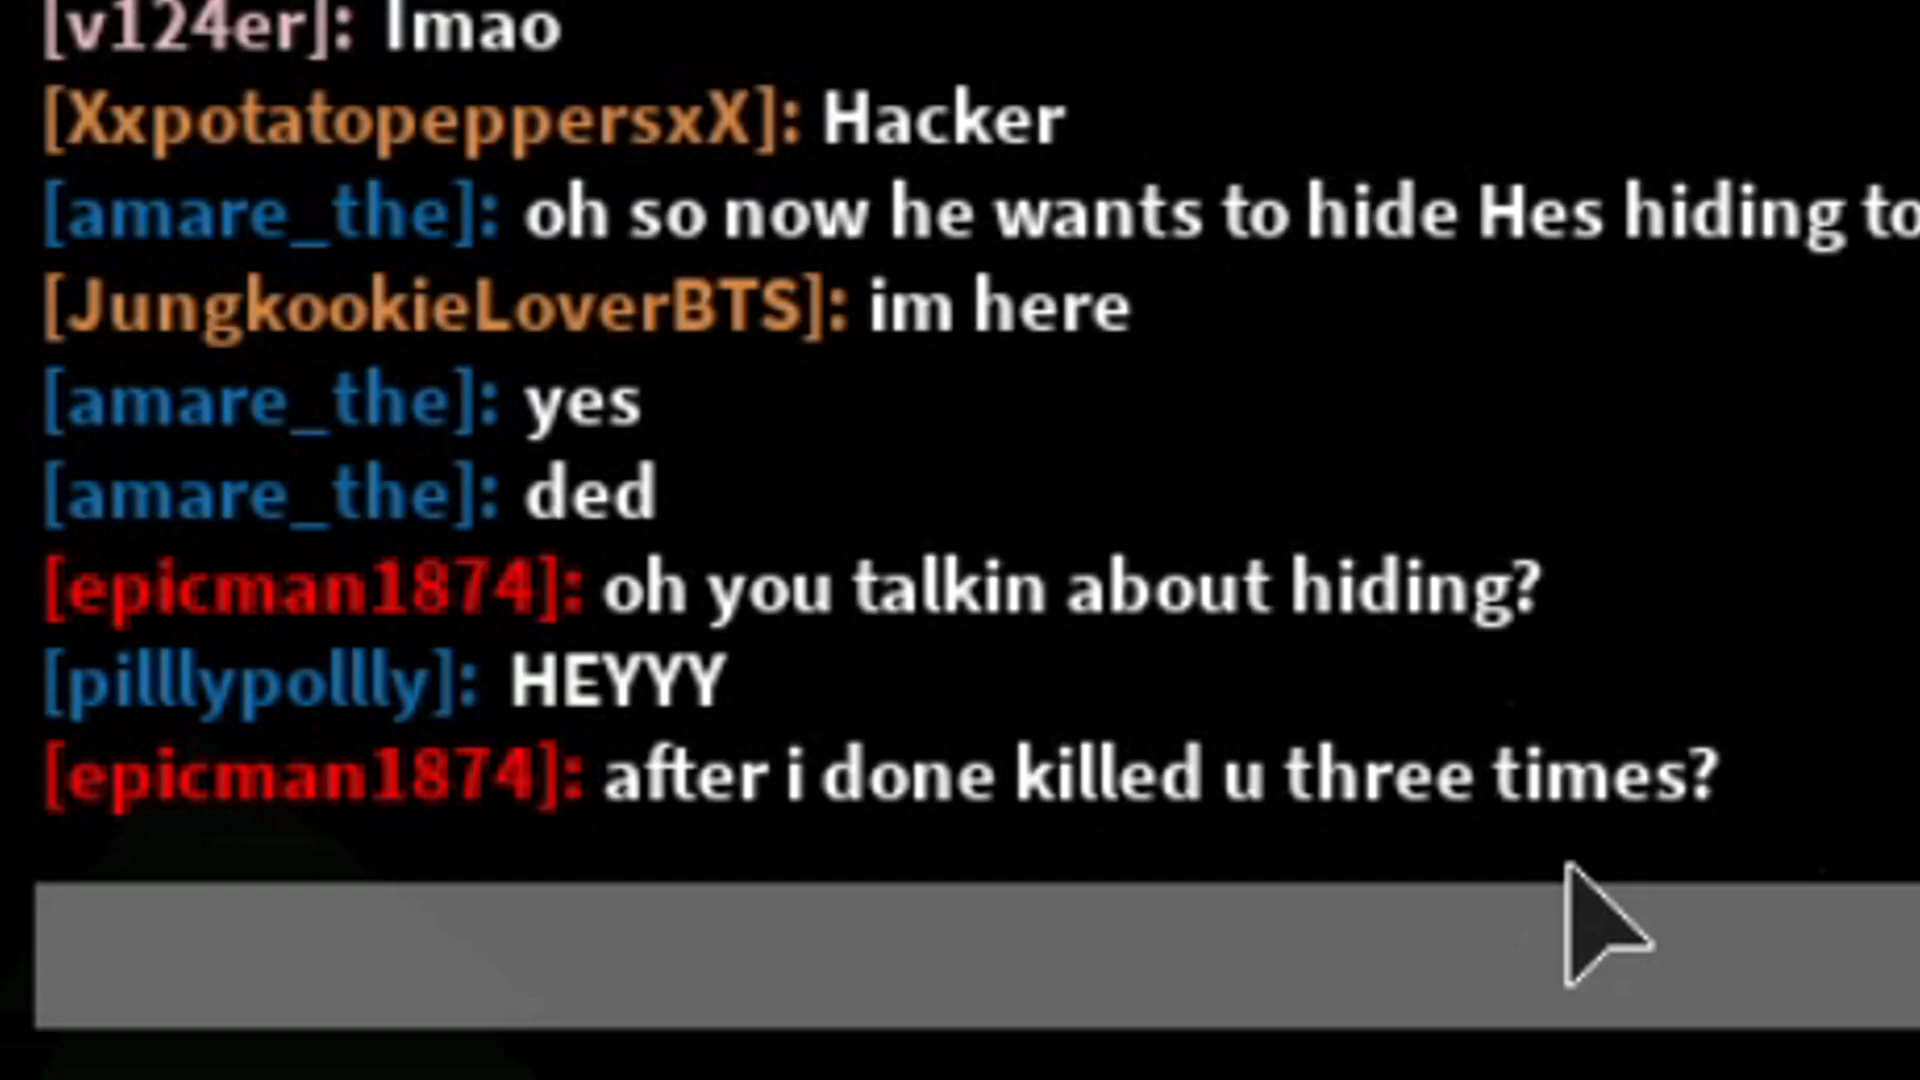 [v124er]: lmao
[XxpotatopeppersxX]: Hacker
[amare_the]: oh so now he wants to hide Hes hiding to
[JungkookieLoverBTS]: im here
[amare_the]: yes
[amare_the]: ded
[epicman1874]: oh you talkin about hiding?
[pilllypollly]: HEYYY
[epicman1874]: after i done killed u three times?